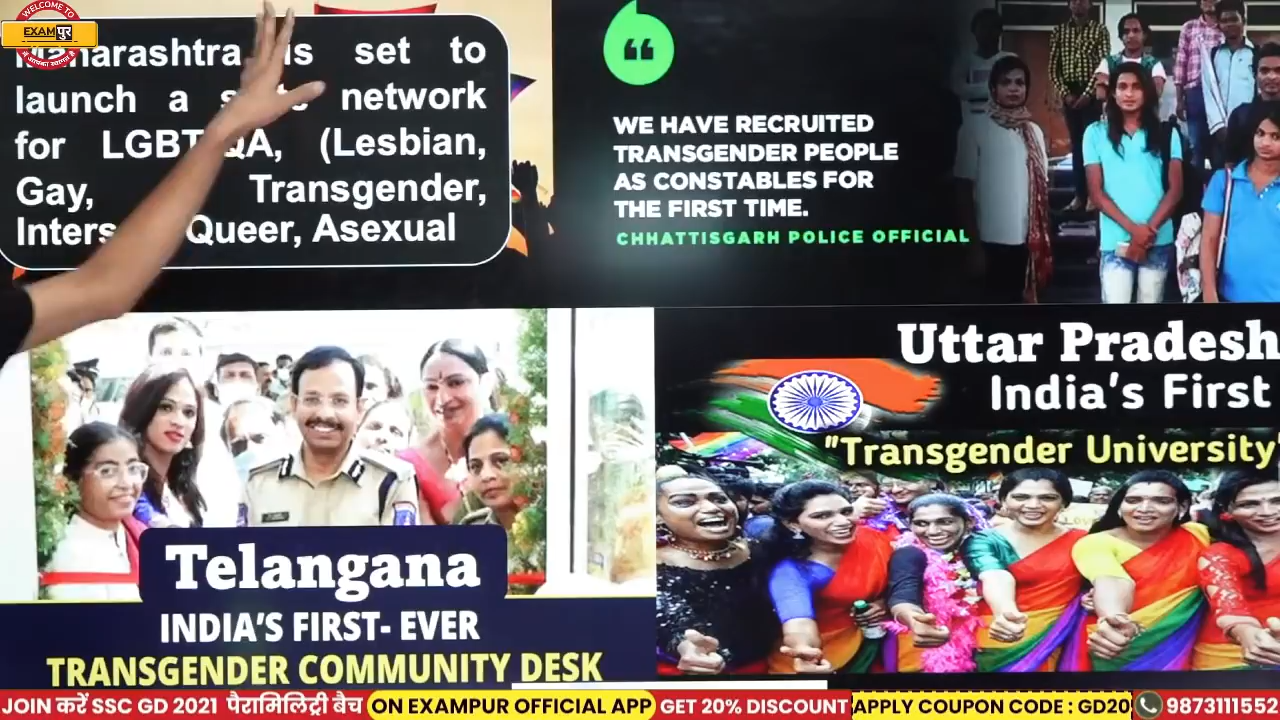 WELCOME TO
EXAMपुर
Maharashtra is set to
launch a network
for LGBT QA, (Lesbian,
Gay, Transgender,
Queer, Asexual
WE HAVE RECRUITED
TRANSGENDER PEOPLE
AS CONSTABLES FOR
THE FIRST TIME.
CHHATTISGARH POLICE OFFICIAL
Telangana
INDIA'S FIRST- EVER
TRANSGENDER COMMUNITY DESK
Uttar Pradesh
India's First
"Transgender University"
JOIN करें SSC GD 2021 पैरामिलिट्री बैच ON EXAMPUR OFFICIAL APP GET 20% DISCOUNT APPLY COUPON CODE : GD20 9873111552